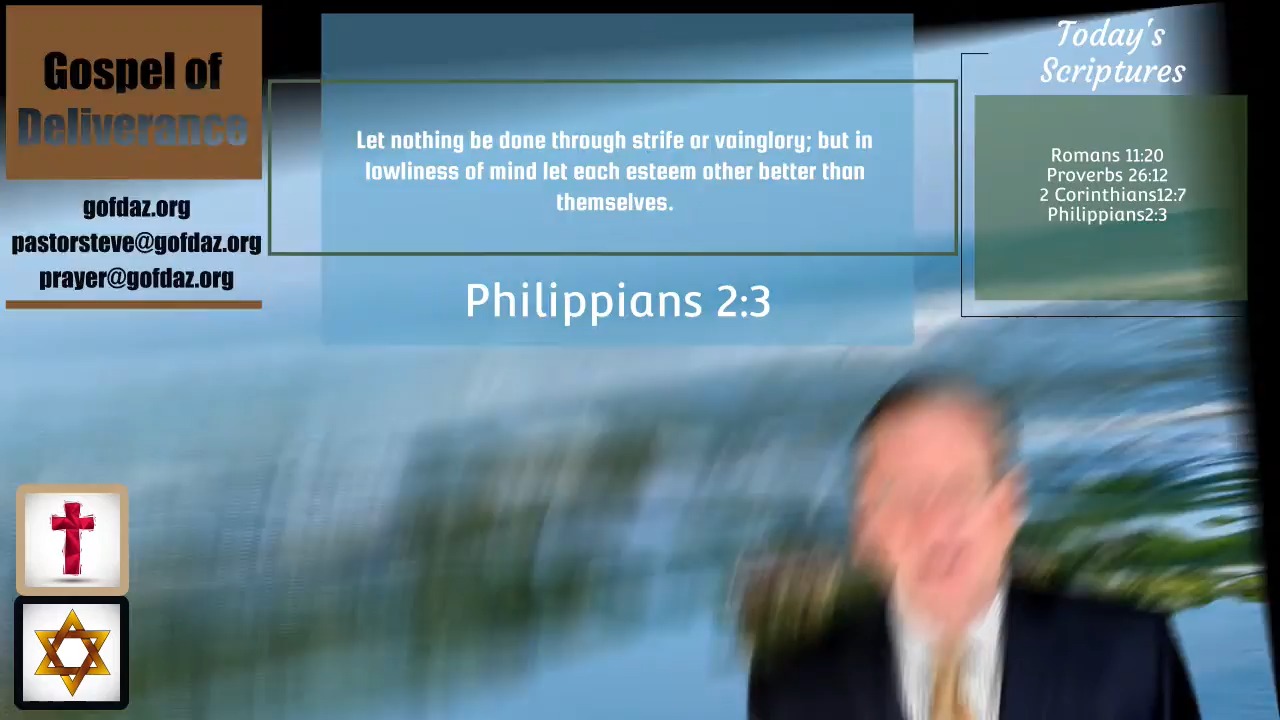 Gospel of
Deliverance
gofdaz.org
pastorsteve@gofdaz.org
prayer@gofdaz.org
Let nothing be done through strife or vainglory; but in
lowliness of mind let each esteem other better than
themselves.
Philippians 2:3
Today's
Scriptures
Romans 11:20
Proverbs 26:12
2 Corinthians12:7
Philippians2:3